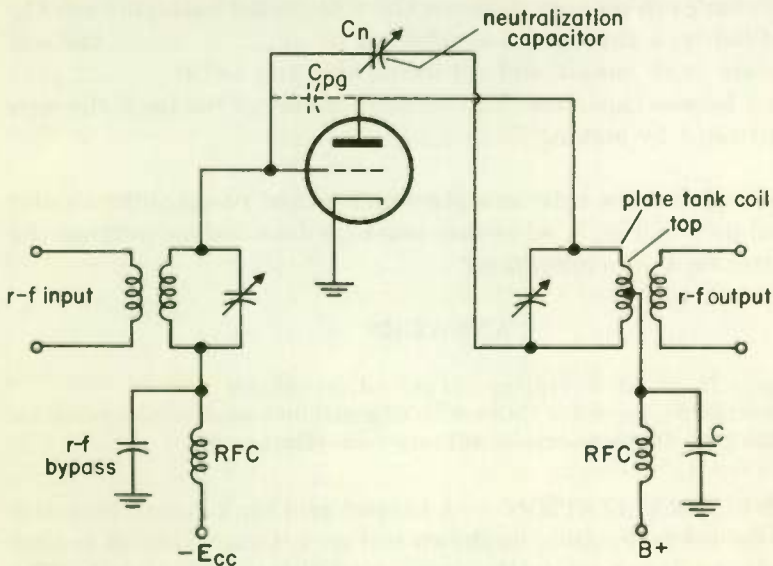 Cn
neutralization
capacitor
Cpg
plate tank coil
top
r-f input
r-f output
r-f
bypass
RFC
RFC
C
-Ecc
B+